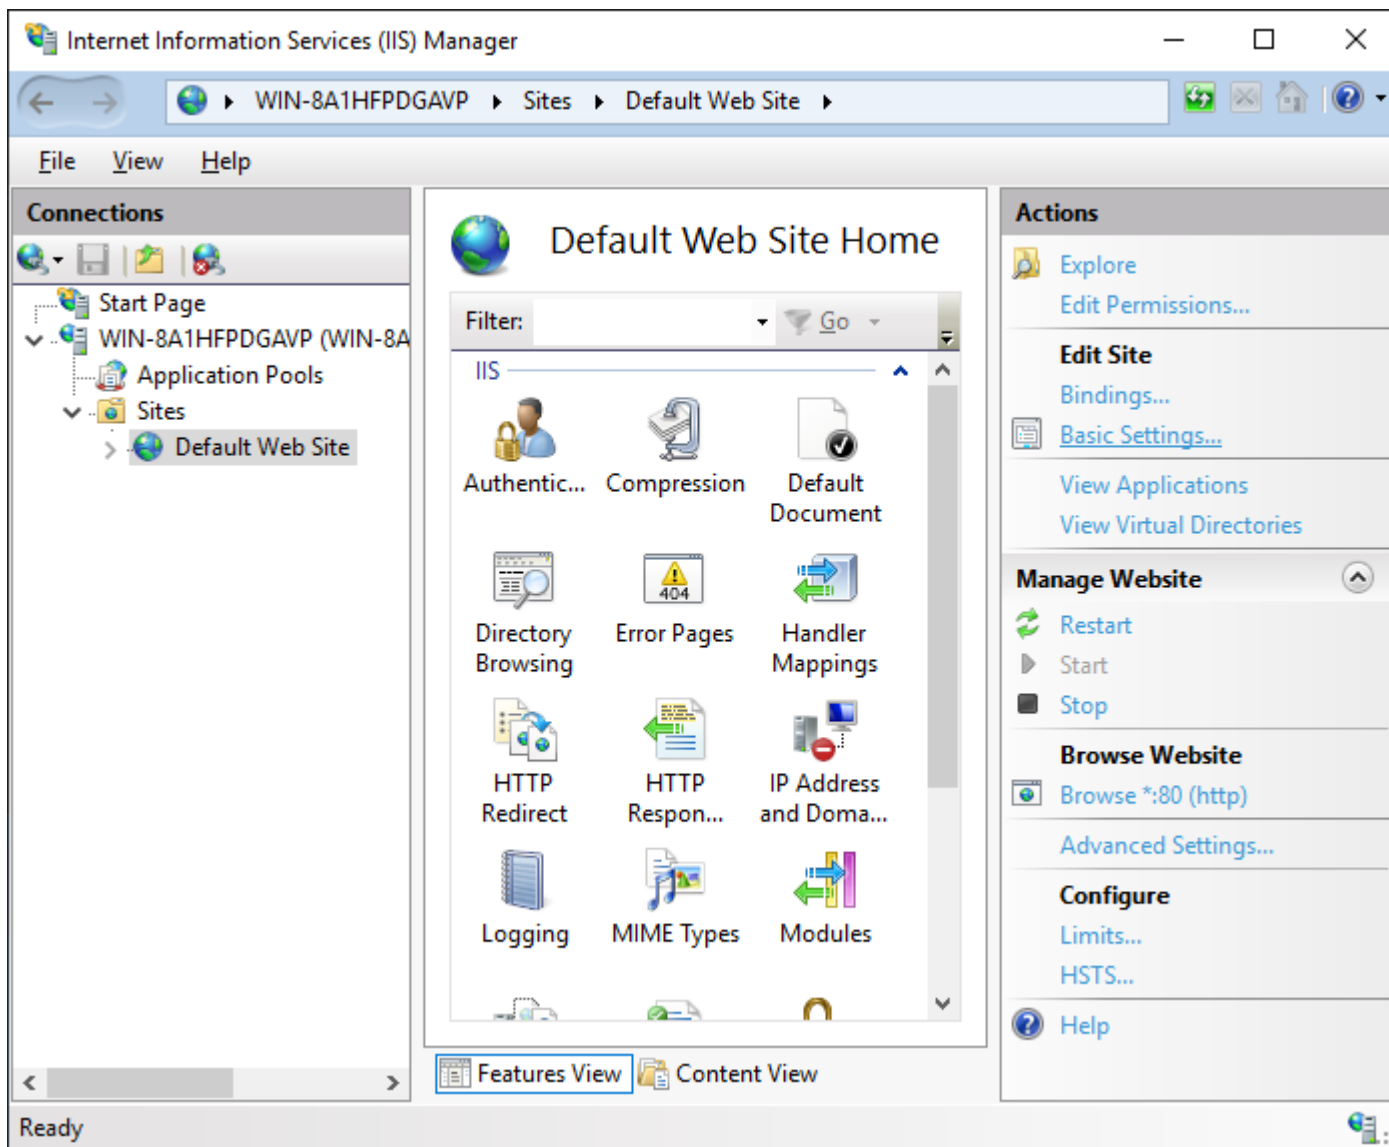 Internet Information Services (IIS) Manager
WIN-8A1HFPDGAVP Sites Default Web Site
File View Help
Connections
Start Page
WIN-8A1HFPDGAVP (WIN-8A
Application Pools
Sites
Default Web Site
Default Web Site Home
Filter:
Go
IIS
Authentic... Compression Default
Document
Directory
Browsing
Error Pages
404
Handler
Mappings
HTTP
Redirect
HTTP
Respon...
IP Address
and Doma...
Logging MIME Types Modules
Features View Content View
Actions
Explore
Edit Permissions...
Edit Site
Bindings...
Basic Settings...
View Applications
View Virtual Directories
Manage Website
Restart
Start
Stop
Browse Website
Browse *:80 (http)
Advanced Settings...
Configure
Limits...
HSTS...
Help
Ready